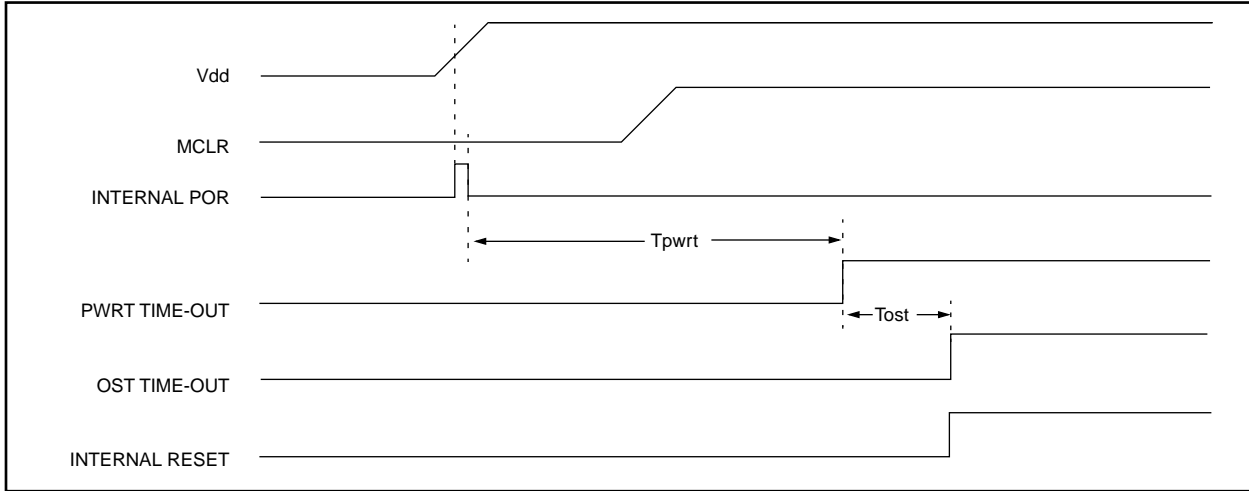 Vdd
MCLR
INTERNAL POR
Tpwrt
PWRT TIME-OUT
Tost
OST TIME-OUT
INTERNAL RESET